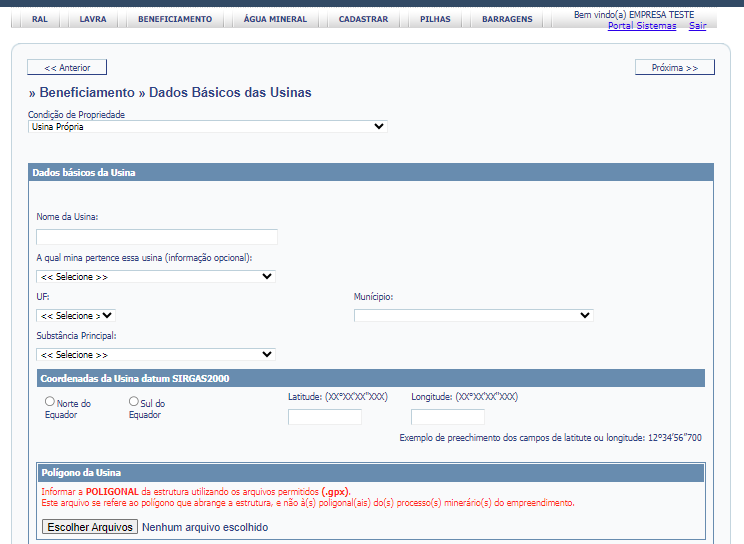 RAL LAVRA BENEFICIAMENTO ÁGUA MINERAL CADASTRAR PILHAS BARRAGENS
Bem vindo(a) EMPRESA TESTE
Portal Sistemas Sair
<< Anterior Próxima >>
» Beneficiamento » Dados Básicos das Usinas
Condição de Propriedade
Usina Própria
Dados básicos da Usina
Nome da Usina:
A qual mina pertence essa usina (informação opcional):
<< Selecione >>
UF: Munícipio:
<< Selecione >
Substância Principal:
<< Selecione >>
Coordenadas da Usina datum SIRGAS2000
Norte do Equador Sul do Equador Latitude: (XX°XX'XX"XXX) Longitude: (XX°XX'XX"XXX)
Exemplo de preechimento dos campos de latitute ou longitude: 12°34'56"700
Polígono da Usina
Informar a POLIGONAL da estrutura utilizando os arquivos permitidos (.gpx).
Este arquivo se refere ao polígono que abrange a estrutura, e não à(s) poligonal(ais) do(s) processo(s) minerário(s) do empreendimento.
Escolher Arquivos Nenhum arquivo escolhido